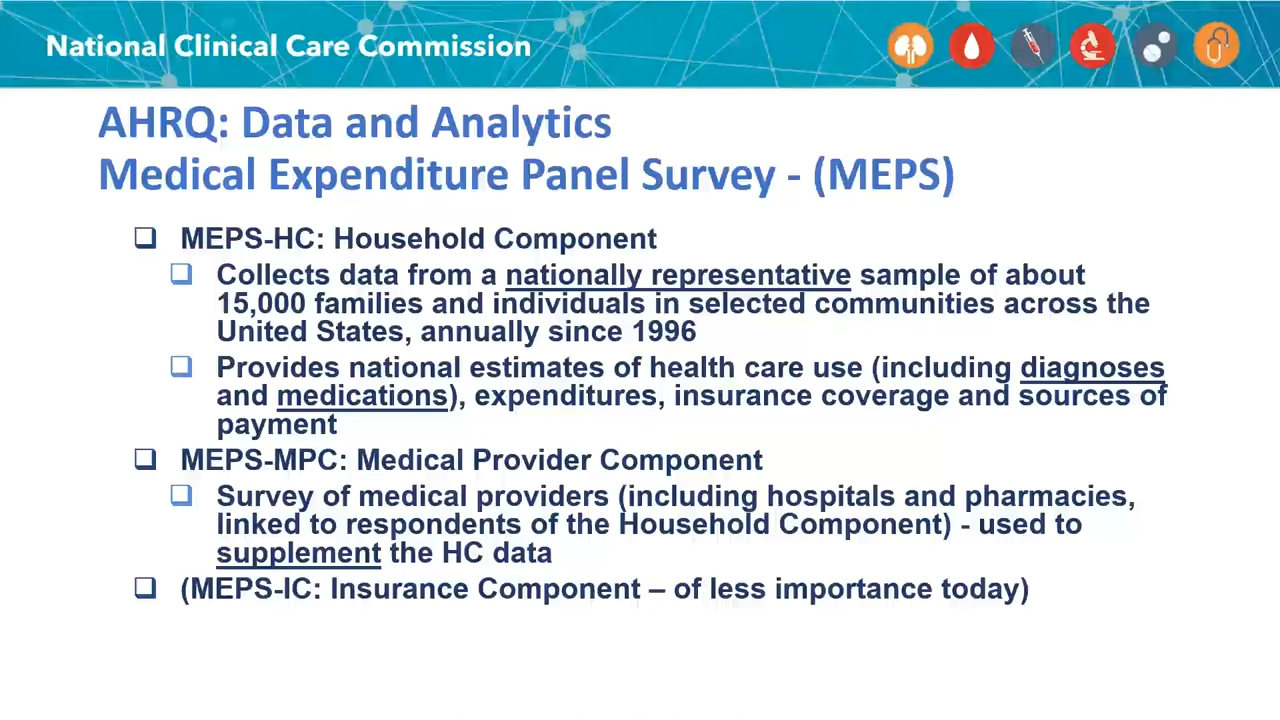 National Clinical Care Commission
AHRQ: Data and Analytics
Medical Expenditure Panel Survey - (MEPS)
MEPS-HC: Household Component
Collects data from a nationally representative sample of about
15,000 families and individuals in selected communities across the
United States, annually since 1996
Provides national estimates of health care use (including diagnoses
and medications), expenditures, insurance coverage and sources of
payment
MEPS-MPC: Medical Provider Component
Survey of medical providers (including hospitals and pharmacies,
linked to respondents of the Household Component) - used to
supplement the HC data
(MEPS-IC: Insurance Component – of less importance today)